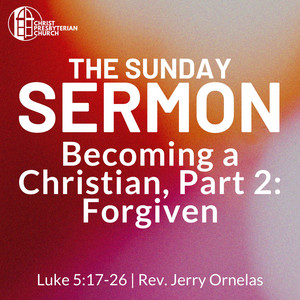 CHRIST
PRESBYTERIAN
CHURCH
THE SUNDAY
SERMON
Becoming a
Christian, Part 2:
Forgiven
Luke 5:17-26 | Rev. Jerry Ornelas